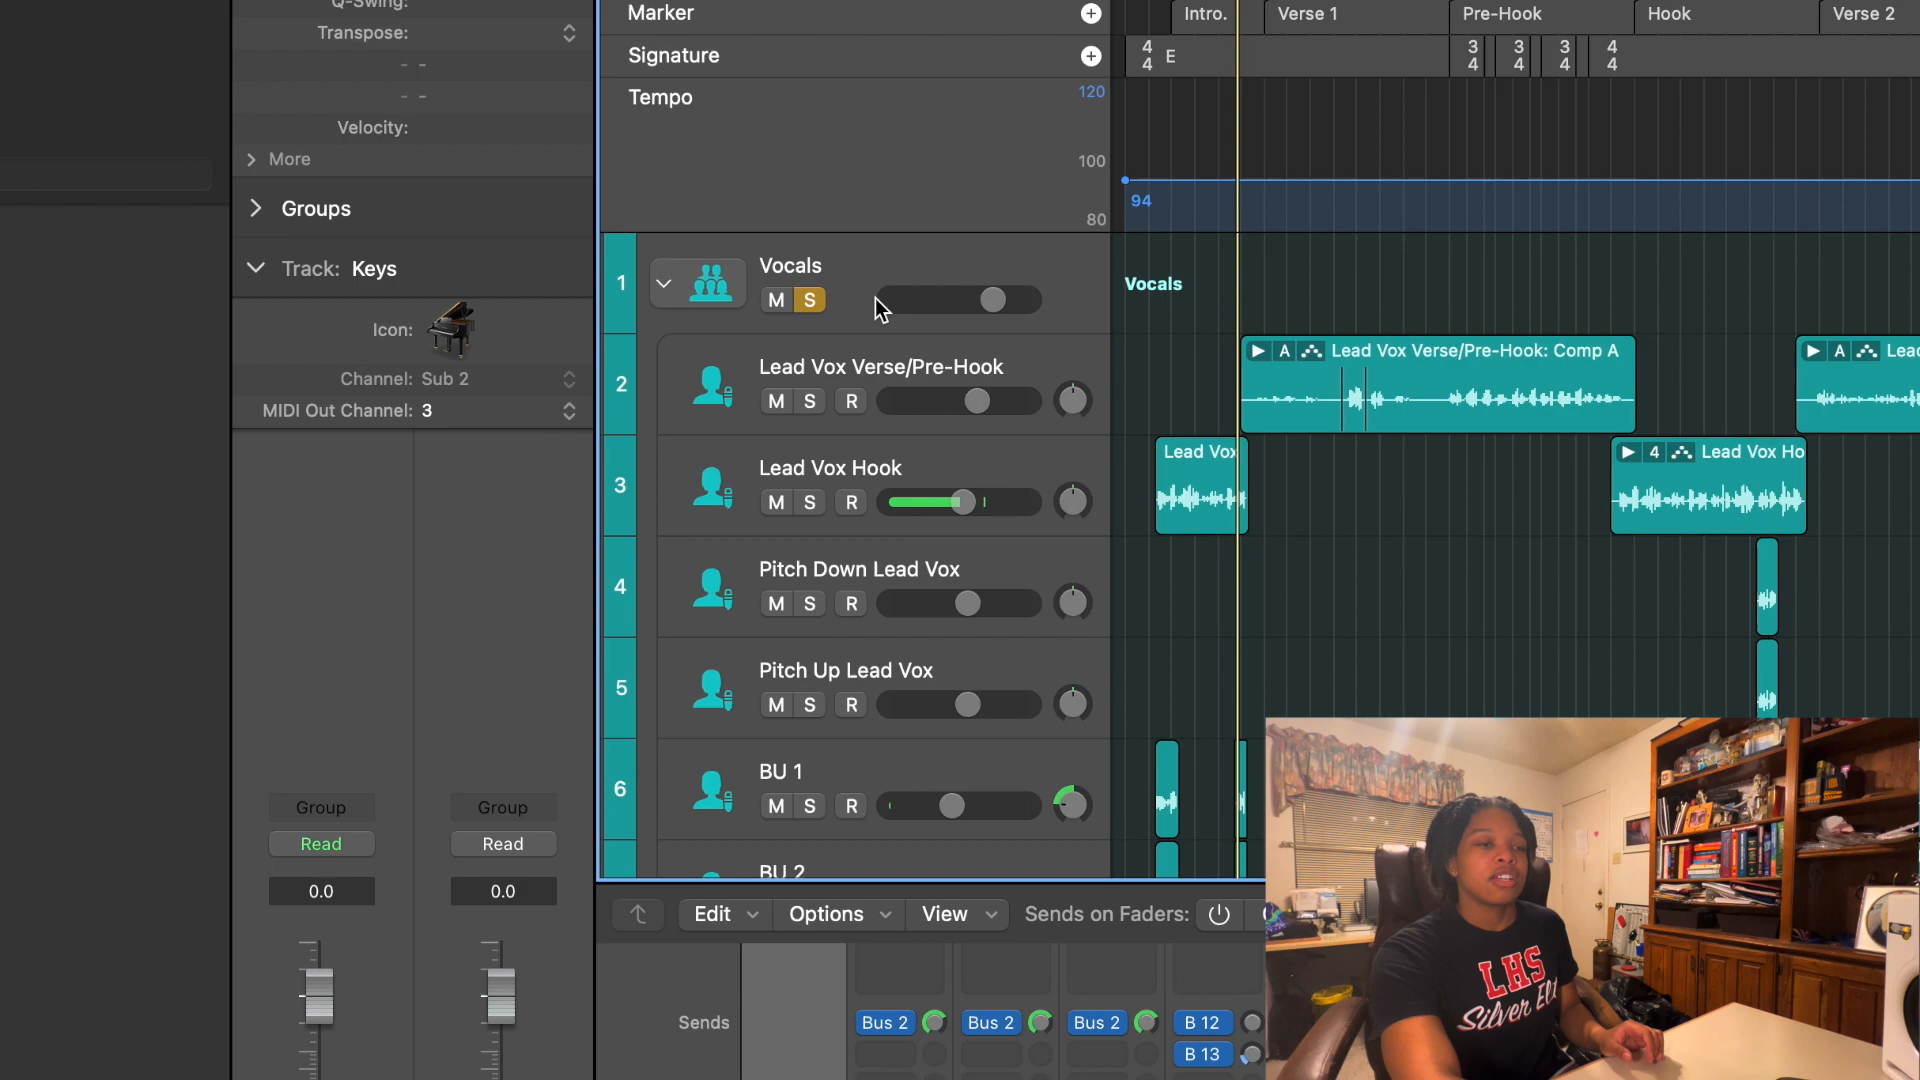 Q-Swing:
Transpose:
- -
- -
Velocity:
More
Groups
Track: Keys
Icon:
Channel: Sub 2
MIDI Out Channel: 3
Group
Group
Read
Read
0.0
0.0
Marker
Intro.
Verse 1
Pre-Hook
Hook
Verse 2
Signature
4
4
E
3
4
3
4
3
4
4
4
Tempo
120
100
80
94
1
Vocals
M S
Vocals
2
Lead Vox Verse/Pre-Hook
M S R
A Lead Vox Verse/Pre-Hook: Comp A
A
3
Lead Vox Hook
M S R
Lead Vox
4 Lead Vox Ho
4
Pitch Down Lead Vox
M S R
5
Pitch Up Lead Vox
M S R
6
BU 1
M S R
BU 2
Edit
Options
View
Sends on Faders:
Sends
Bus 2
Bus 2
Bus 2
B 12
B 13
LHS
Silver